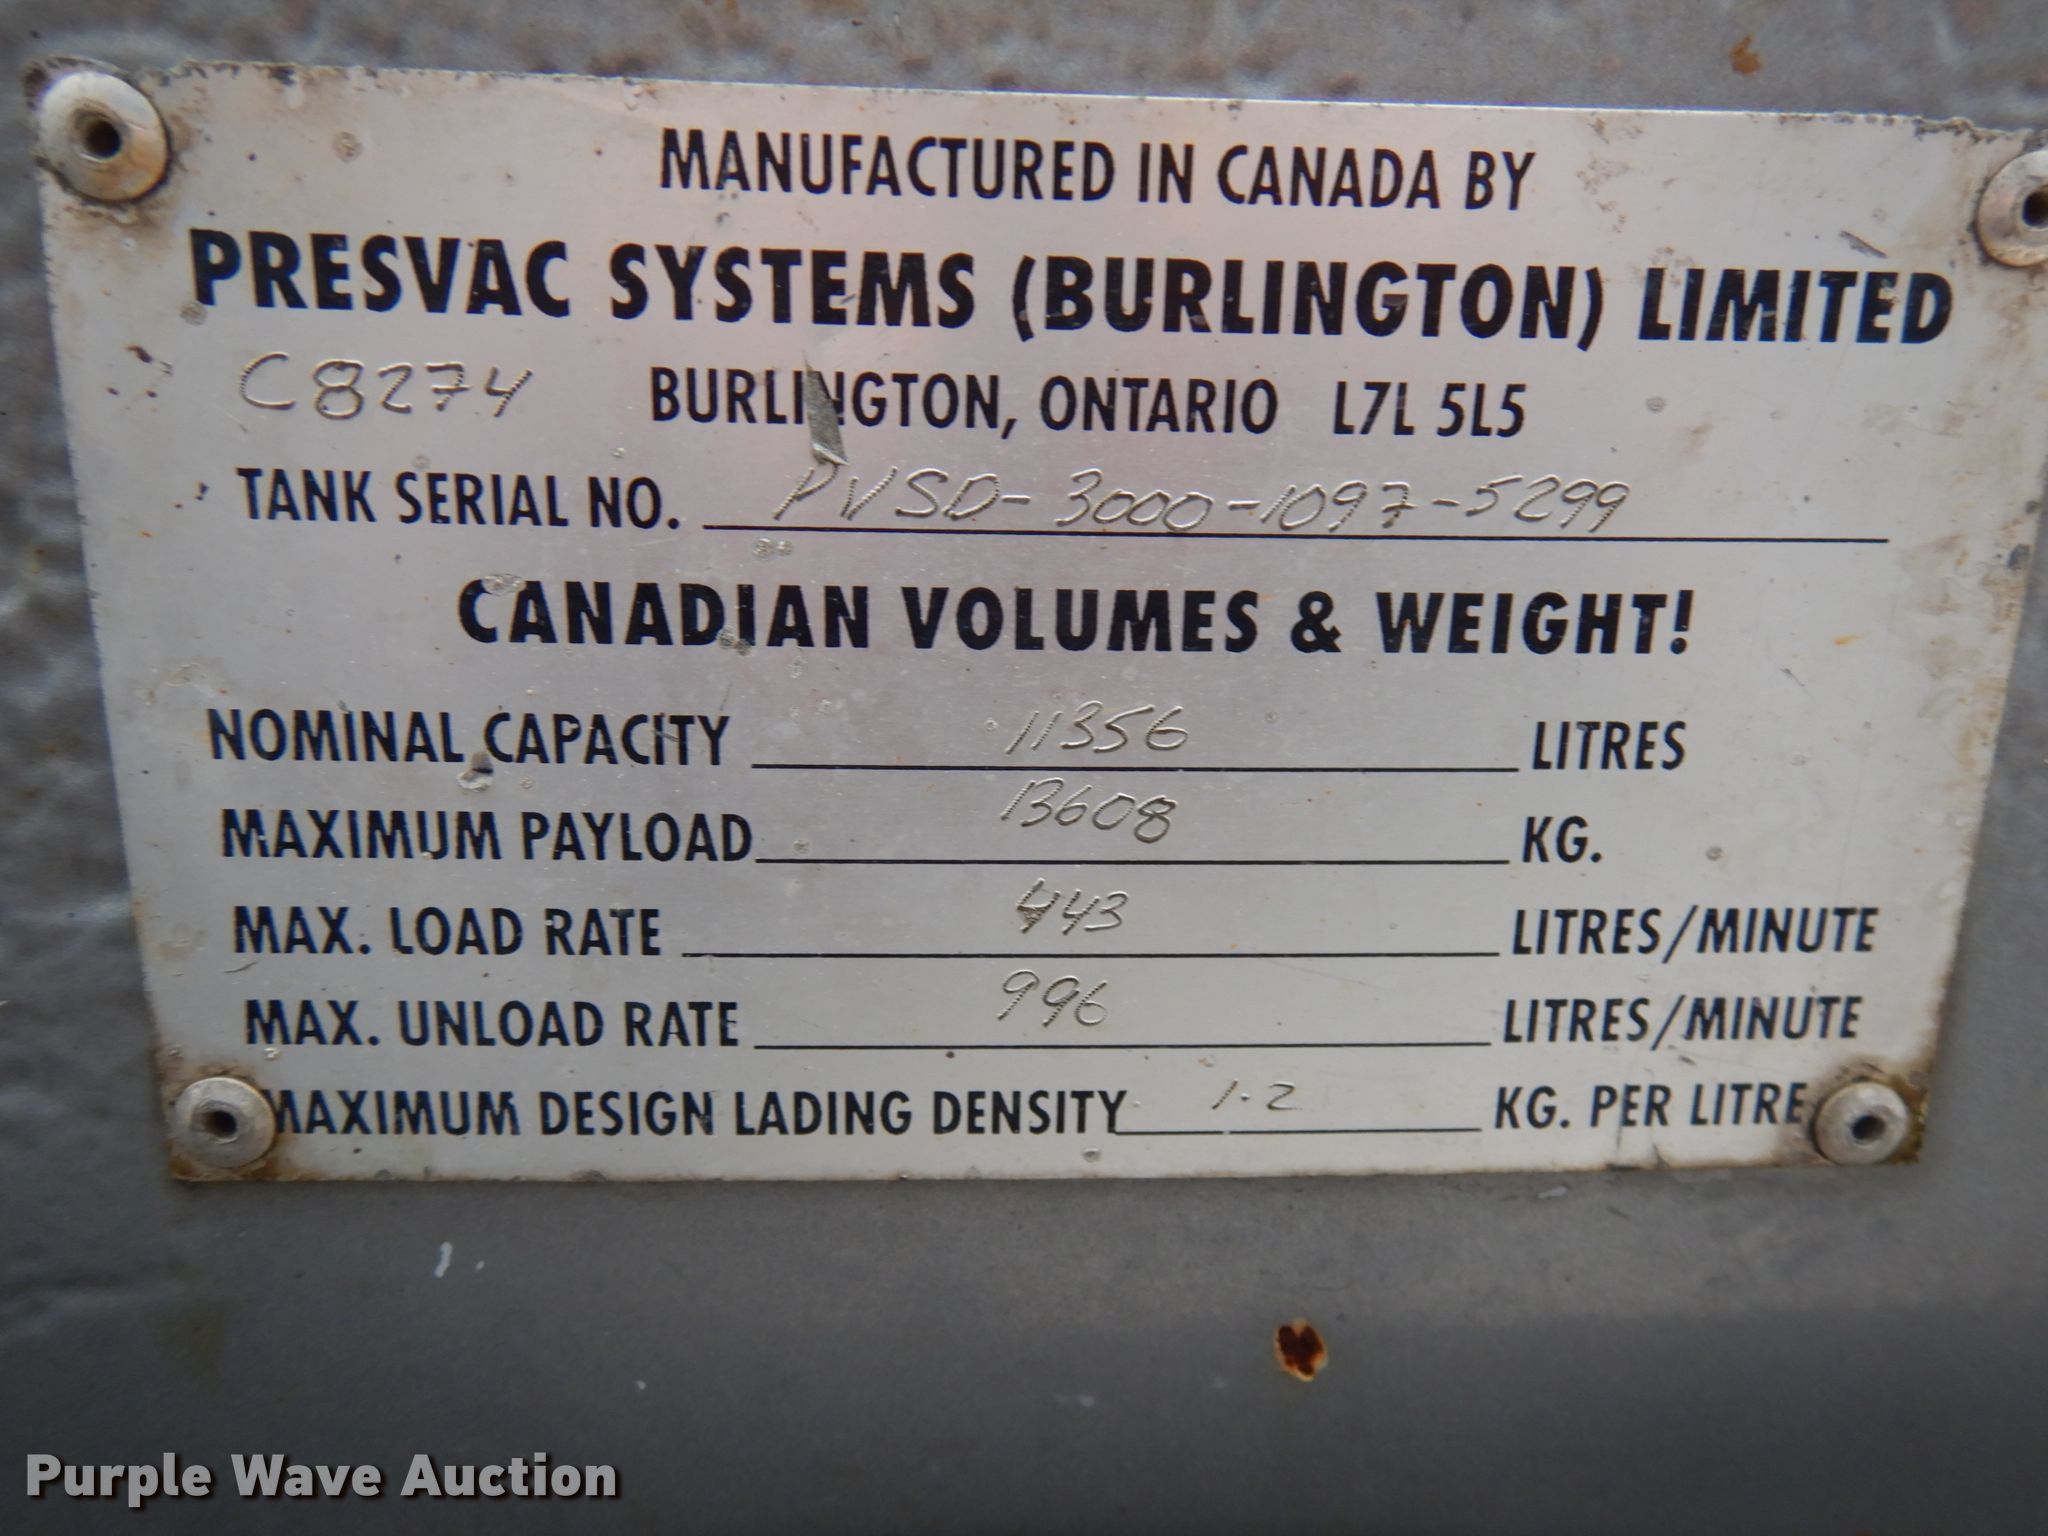 MANUFACTURED IN CANADA BY
PRESVAC SYSTEMS (BURLINGTON) LIMITED
C8274 BURLINGTON, ONTARIO L7L 5L5
TANK SERIAL NO. PVSD-3000-1097-5299
CANADIAN VOLUMES & WEIGHT!
NOMINAL CAPACITY 11356 LITRES
MAXIMUM PAYLOAD 13608 KG.
MAX. LOAD RATE 443 LITRES/MINUTE
MAX. UNLOAD RATE 996 LITRES/MINUTE
MAXIMUM DESIGN LADING DENSITY 1.2 KG. PER LITRE
Purple Wave Auction